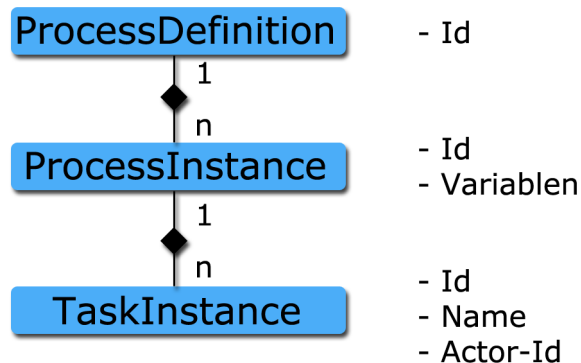 ProcessDefinition - Id
1
n
ProcessInstance - Id
- Variablen
1
n
TaskInstance - Id
- Name
- Actor-Id